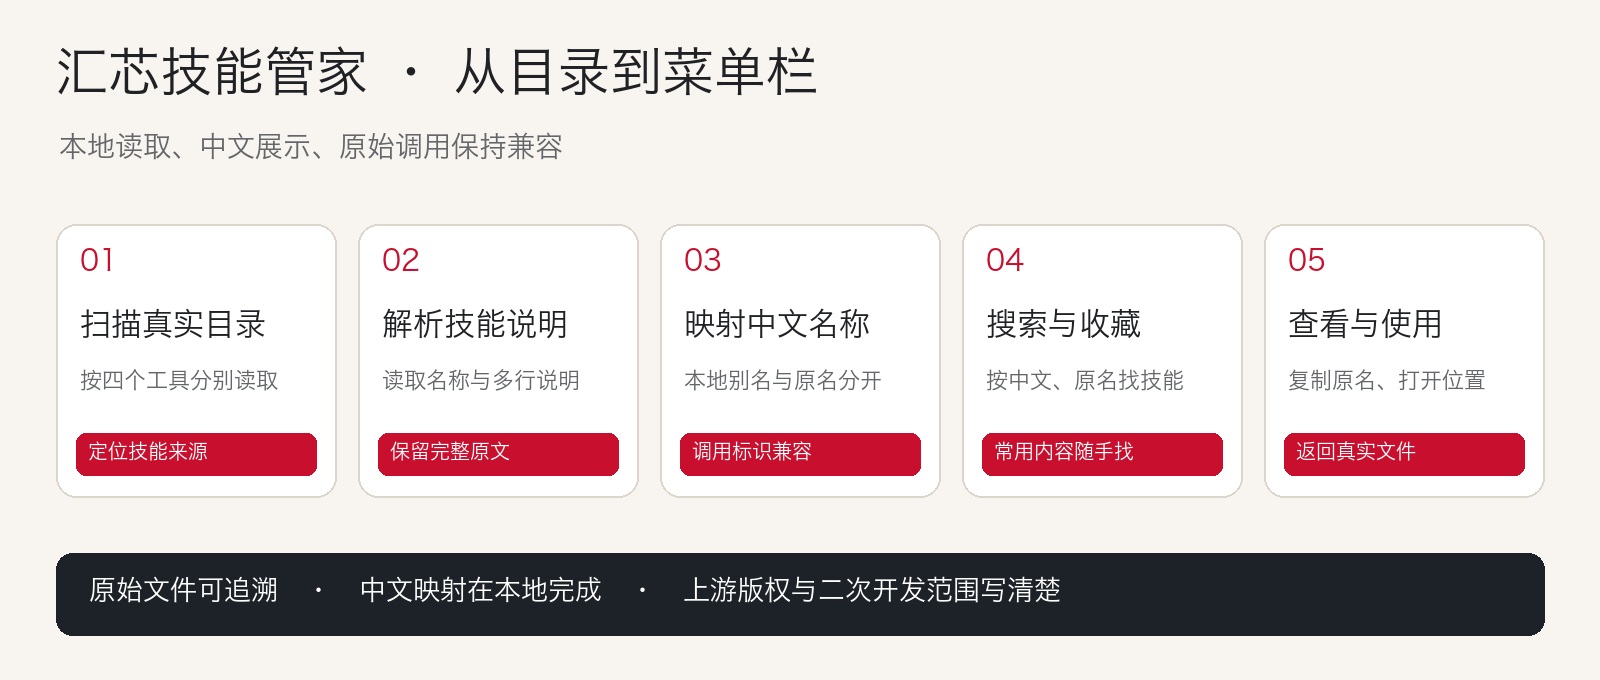 汇芯技能管家 · 从目录到菜单栏
本地读取、中文展示、原始调用保持兼容
01
扫描真实目录
按四个工具分别读取
定位技能来源
02
解析技能说明
读取名称与多行说明
保留完整原文
03
映射中文名称
本地别名与原名分开
调用标识兼容
04
搜索与收藏
按中文、原名找技能
常用内容随手找
05
查看与使用
复制原名、打开位置
返回真实文件
原始文件可追溯 · 中文映射在本地完成 · 上游版权与二次开发范围写清楚